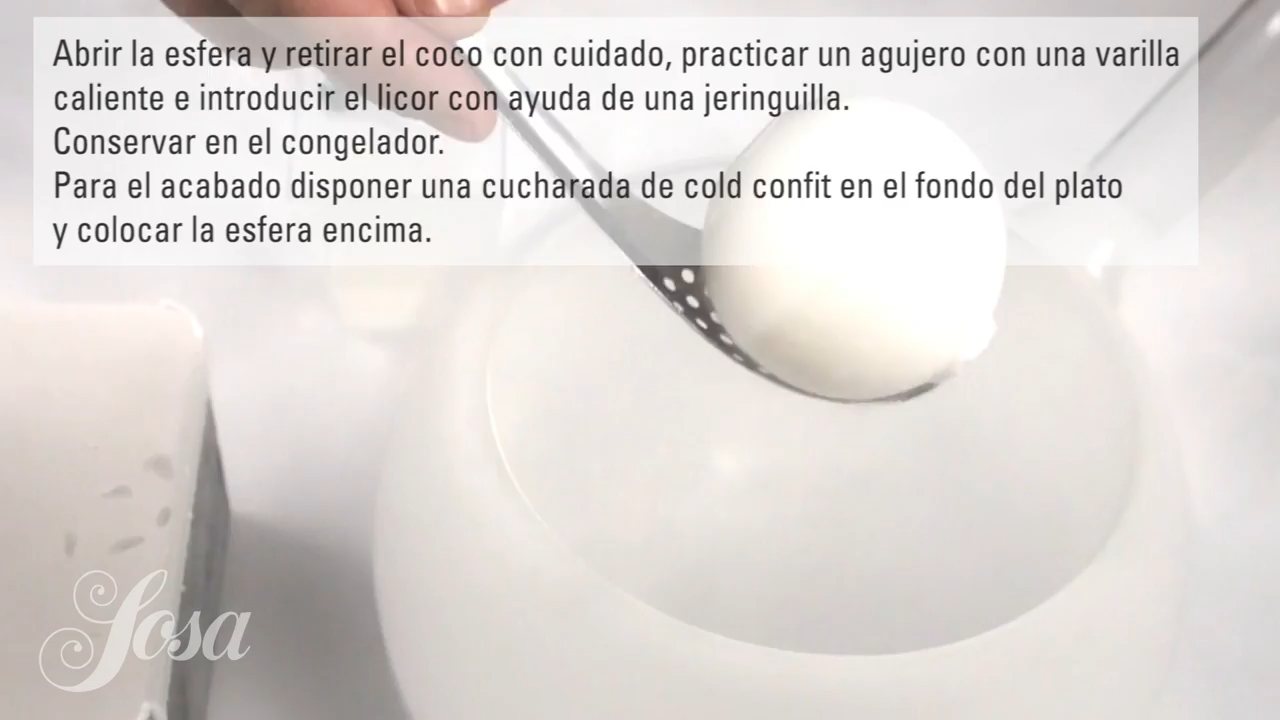 Abrir la esfera y retirar el coco con cuidado, practicar un agujero con una varilla
caliente e introducir el licor con ayuda de una jeringuilla.
Conservar en el congelador.
Para el acabado disponer una cucharada de cold confit en el fondo del plato
y colocar la esfera encima.
Sosa